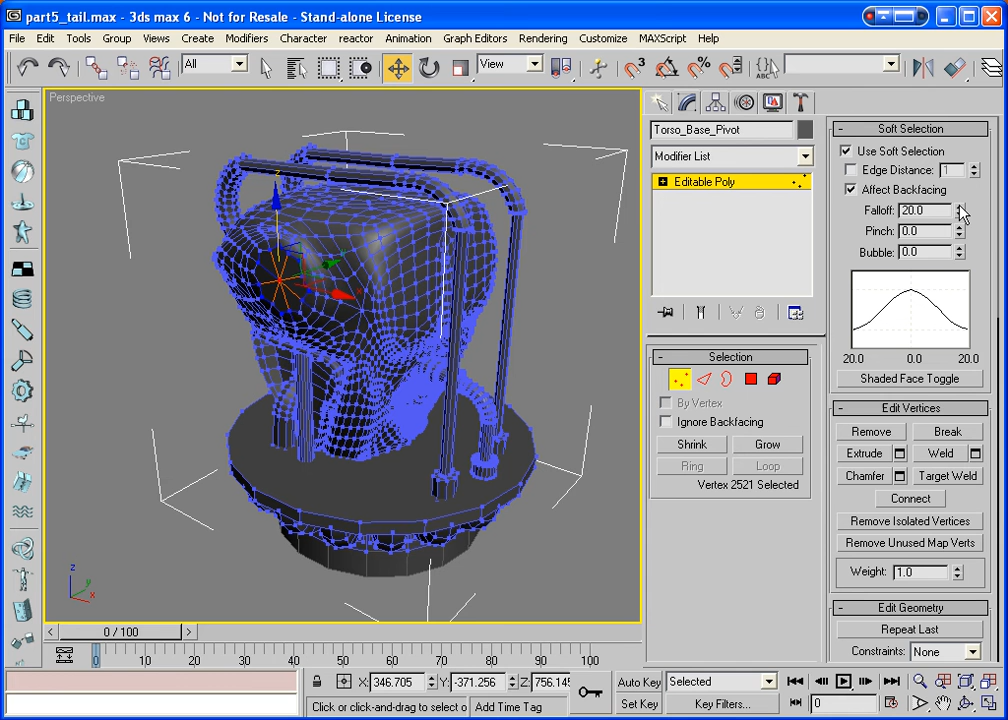 part5_tail.max - 3ds max 6 - Not for Resale - Stand-alone License
File Edit Tools Group Views Create Modifiers Character reactor Animation Graph Editors Rendering Customize MAXScript Help
All
View
3
ABC
Perspective
z
y
x
z
y
x
0 / 100
0 10 20 30 40 50 60 70 80 90 100
Torso_Base_Pivot
Modifier List
Editable Poly
Selection
By Vertex
Ignore Backfacing
Shrink Grow
Ring Loop
Vertex 2521 Selected
Soft Selection
Use Soft Selection
Edge Distance: 1
Affect Backfacing
Falloff: 20.0
Pinch: 0.0
Bubble: 0.0
20.0 0.0 20.0
Shaded Face Toggle
Edit Vertices
Remove Break
Extrude Weld
Chamfer Target Weld
Connect
Remove Isolated Vertices
Remove Unused Map Verts
Weight: 1.0
Edit Geometry
Repeat Last
Constraints: None
X: 346.705 Y: -371.256 Z: 756.145
Auto Key Selected
Click or click-and-drag to select o Add Time Tag
Set Key Key Filters... 0